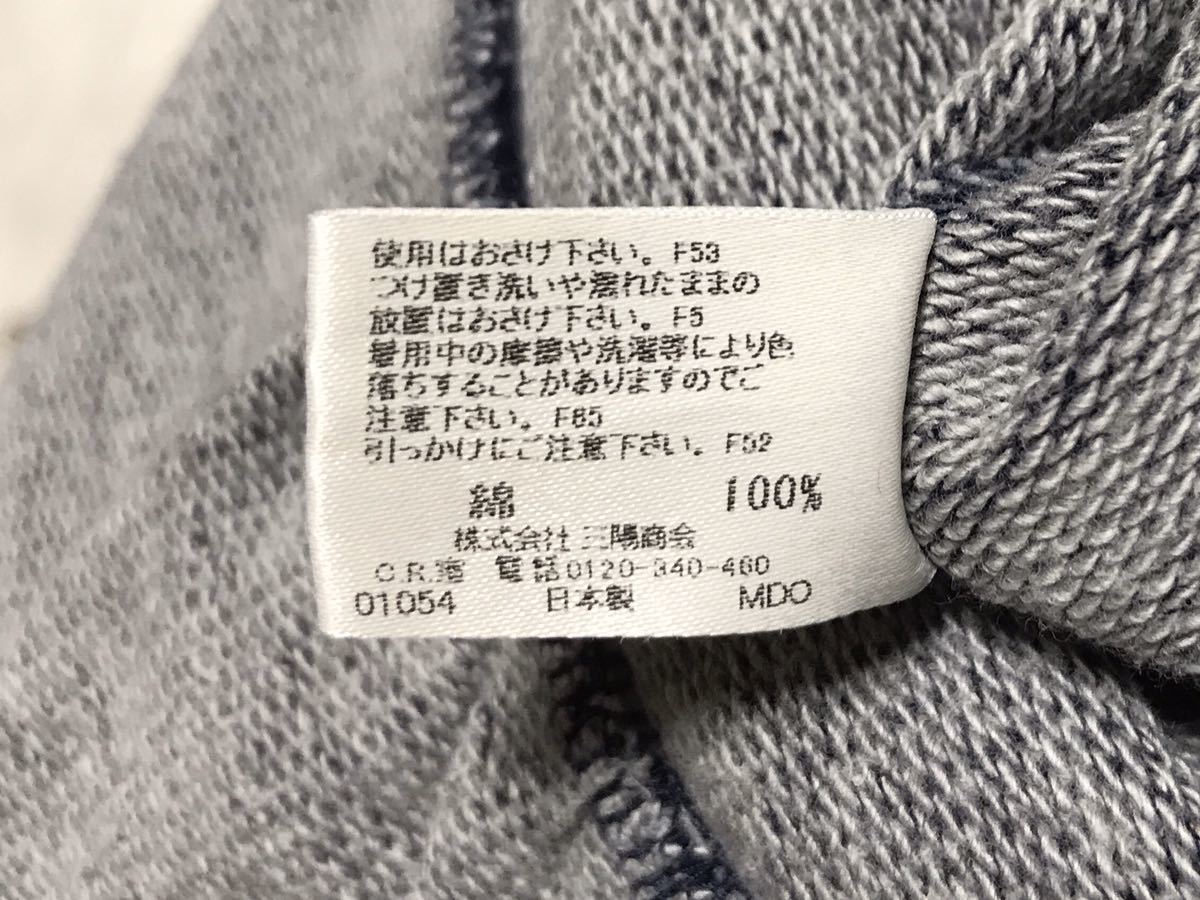 使用はおさけ下さい。F53
つけ置き洗いや濡れたままの
放置はおさけ下さい。F5
着用中の摩擦や洗濯等により色
落ちすることがありますのでご
注意下さい。F65
引っかけにご注意下さい。F52
綿 100%
株式会社 三陽商会
C.R.室 電話0120-340-460
01054 日本製 MDO